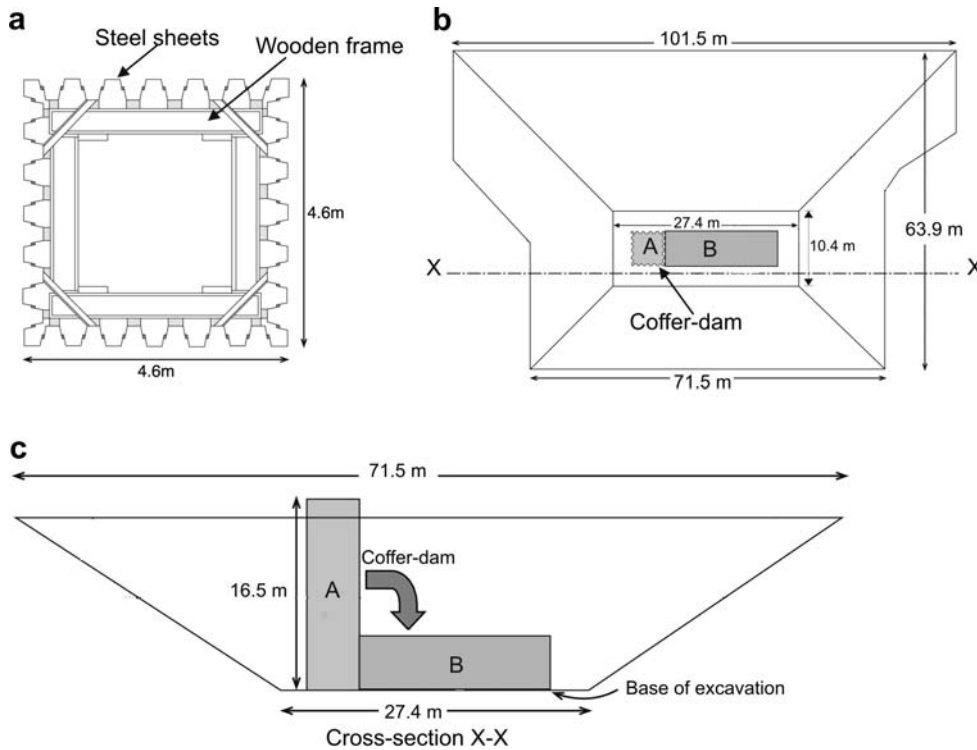 a
Steel sheets
Wooden frame
4.6m
4.6m
b
101.5 m
27.4 m
10.4 m
63.9 m
A
B
X
X
Coffer-dam
71.5 m
c
71.5 m
Coffer-dam
16.5 m
A
B
Base of excavation
27.4 m
Cross-section X-X